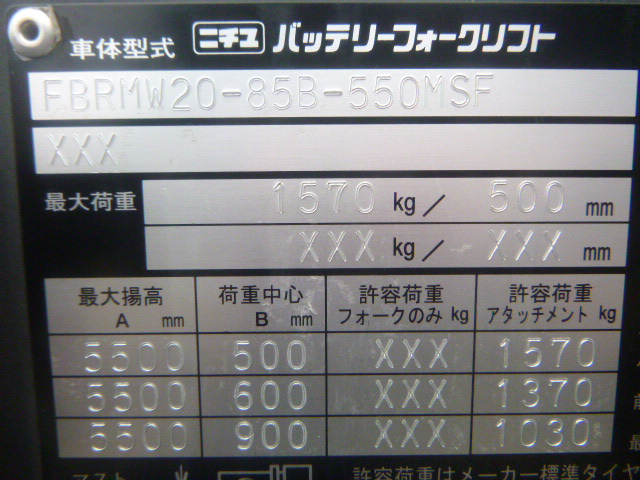 車体型式 ニチユ バッテリーフォークリフト
FBRMW20-85B-550MSF
XXX
最大荷重 1570 kg / 500 mm
XXX kg / XXX mm
最大揚高 荷重中心 許容荷重 許容荷重
A mm B mm フォークのみ kg アタッチメント kg
5500 500 XXX 1570
5500 600 XXX 1370
5500 900 XXX 1030
マスト
許容荷重はメーカー標準タイヤ